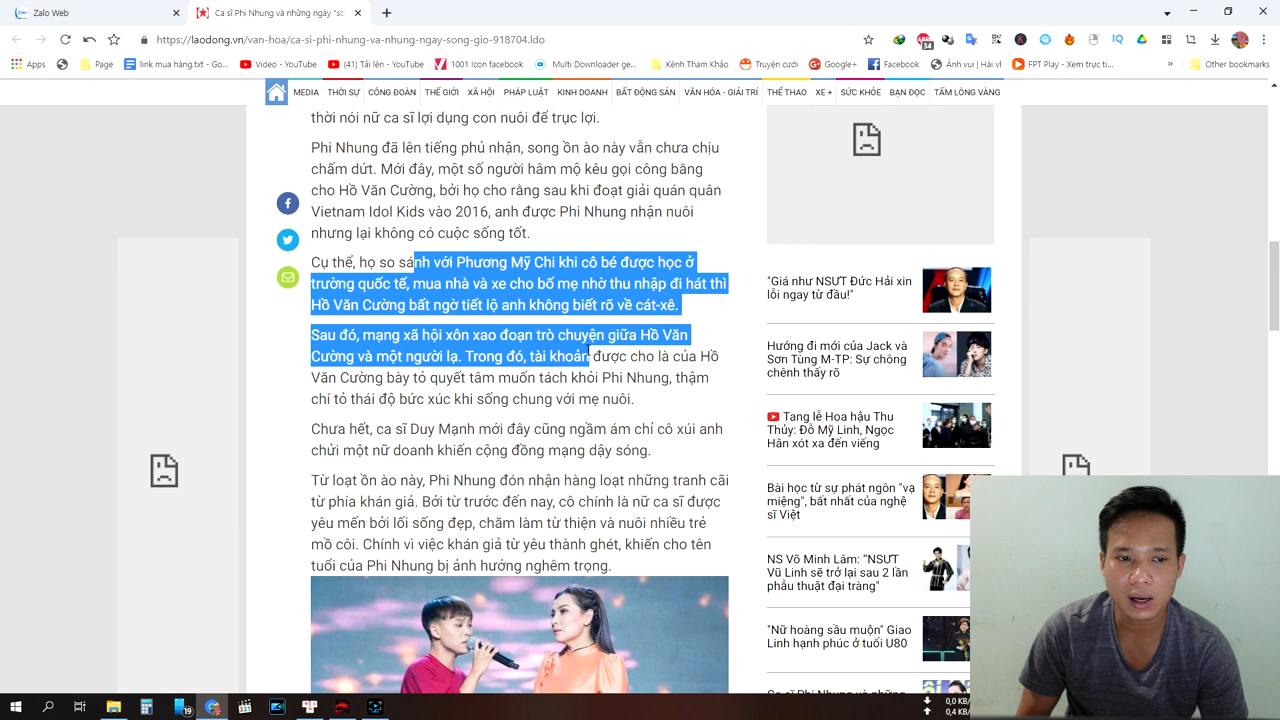 Zalo Web
Ca sĩ Phi Nhung và những ngày "só
https://laodong.vn/van-hoa/ca-si-phi-nhung-va-nhung-ngay-song-gio-918704.ldo
34
Apps
Page
link mua hàng.txt - Go...
Video - YouTube
(41) Tải lên - YouTube
1001 Icon facebook
Multi Downloader ge...
Kênh Tham Khảo
Truyện cười
Google+
Facebook
Ảnh vui | Hài vl
FPT Play - Xem trực ti...
»
Other bookmarks
MEDIA THỜI SỰ CÔNG ĐOÀN THẾ GIỚI XÃ HỘI PHÁP LUẬT KINH DOANH BẤT ĐỘNG SẢN VĂN HÓA - GIẢI TRÍ THỂ THAO XE + SỨC KHỎE BẠN ĐỌC TẤM LÒNG VÀNG
thời nói nữ ca sĩ lợi dụng con nuôi để trục lợi.
Phi Nhung đã lên tiếng phủ nhận, song ồn ào này vẫn chưa chịu
chấm dứt. Mới đây, một số người hâm mộ kêu gọi công bằng
cho Hồ Văn Cường, bởi họ cho rằng sau khi đoạt giải quán quân
Vietnam Idol Kids vào 2016, anh được Phi Nhung nhận nuôi
nhưng lại không có cuộc sống tốt.
Cụ thể, họ so sánh với Phương Mỹ Chi khi cô bé được học ở
trường quốc tế, mua nhà và xe cho bố mẹ nhờ thu nhập đi hát thì
Hồ Văn Cường bất ngờ tiết lộ anh không biết rõ về cát-xê.
Sau đó, mạng xã hội xôn xao đoạn trò chuyện giữa Hồ Văn
Cường và một người lạ. Trong đó, tài khoản được cho là của Hồ
Văn Cường bày tỏ quyết tâm muốn tách khỏi Phi Nhung, thậm
chí tỏ thái độ bức xúc khi sống chung với mẹ nuôi.
Chưa hết, ca sĩ Duy Mạnh mới đây cũng ngầm ám chỉ cô xúi anh
chửi một nữ doanh khiến cộng đồng mạng dậy sóng.
Từ loạt ồn ào này, Phi Nhung đón nhận hàng loạt những tranh cãi
từ phía khán giả. Bởi từ trước đến nay, cô chính là nữ ca sĩ được
yêu mến bởi lối sống đẹp, chăm làm từ thiện và nuôi nhiều trẻ
mồ côi. Chính vì việc khán giả từ yêu thành ghét, khiến cho tên
tuổi của Phi Nhung bị ảnh hưởng nghêm trọng.
"Giá như NSƯT Đức Hải xin
lỗi ngay từ đầu!"
Hướng đi mới của Jack và
Sơn Tùng M-TP: Sự chông
chênh thấy rõ
Tang lễ Hoa hậu Thu
Thủy: Đỗ Mỹ Linh, Ngọc
Hân xót xa đến viếng
Bài học từ sự phát ngôn "vạ
miệng", bất nhất của nghệ
sĩ Việt
NS Võ Minh Lâm: "NSƯT
Vũ Linh sẽ trở lại sau 2 lần
phẫu thuật đại tràng"
"Nữ hoàng sầu muộn" Giao
Linh hạnh phúc ở tuổi U80
Ca sĩ Phi Nhung và những
19
0,0 KB/
0,4 KB/